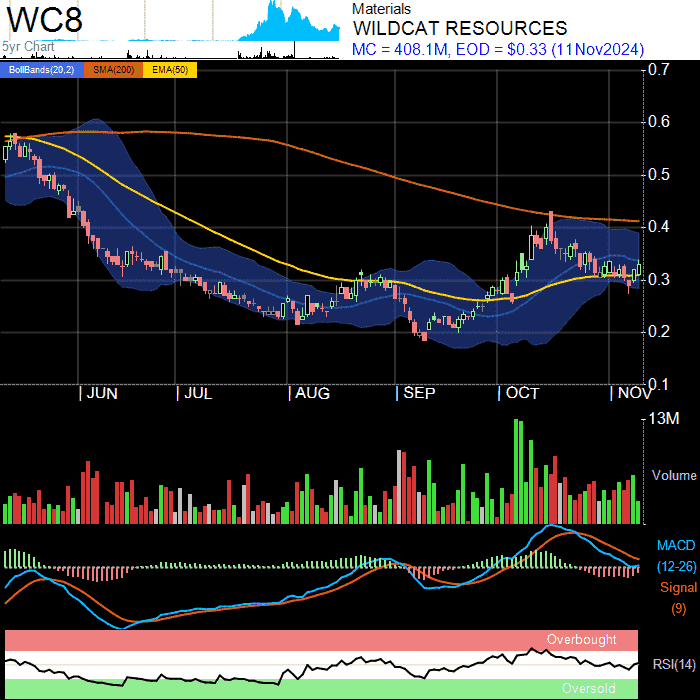 WC8
5yr Chart
Materials
WILDCAT RESOURCES
MC = 408.1M, EOD = $0.33 (11Nov2024)
BollBands(20,2) SMA(200) EMA(50)
0.7
0.6
0.5
0.4
0.3
0.2
0.1
| JUN | JUL | AUG | SEP | OCT | NOV
13M
Volume
MACD
(12-26)
Signal
(9)
Overbought
RSI(14)
Oversold